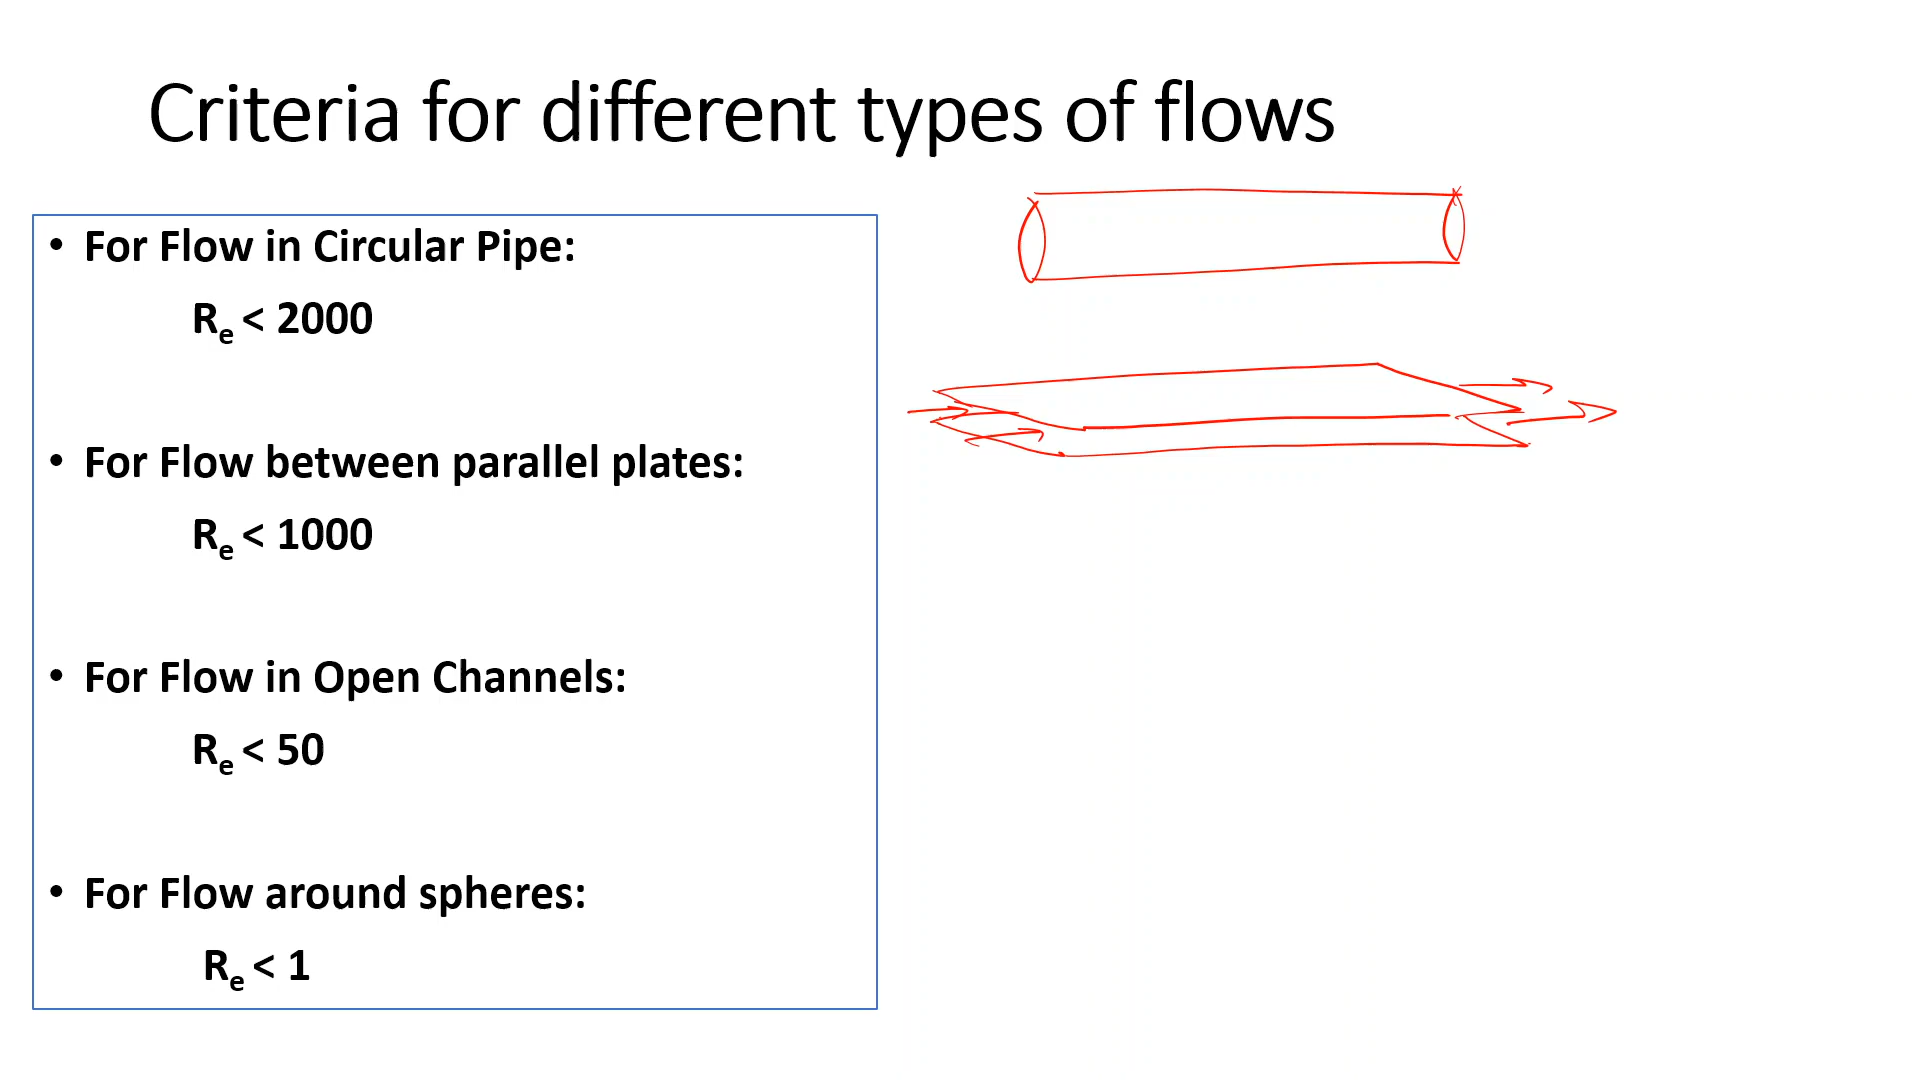 Criteria for different types of flows
• For Flow in Circular Pipe:
Re < 2000
• For Flow between parallel plates:
Re < 1000
• For Flow in Open Channels:
Re < 50
• For Flow around spheres:
Re < 1